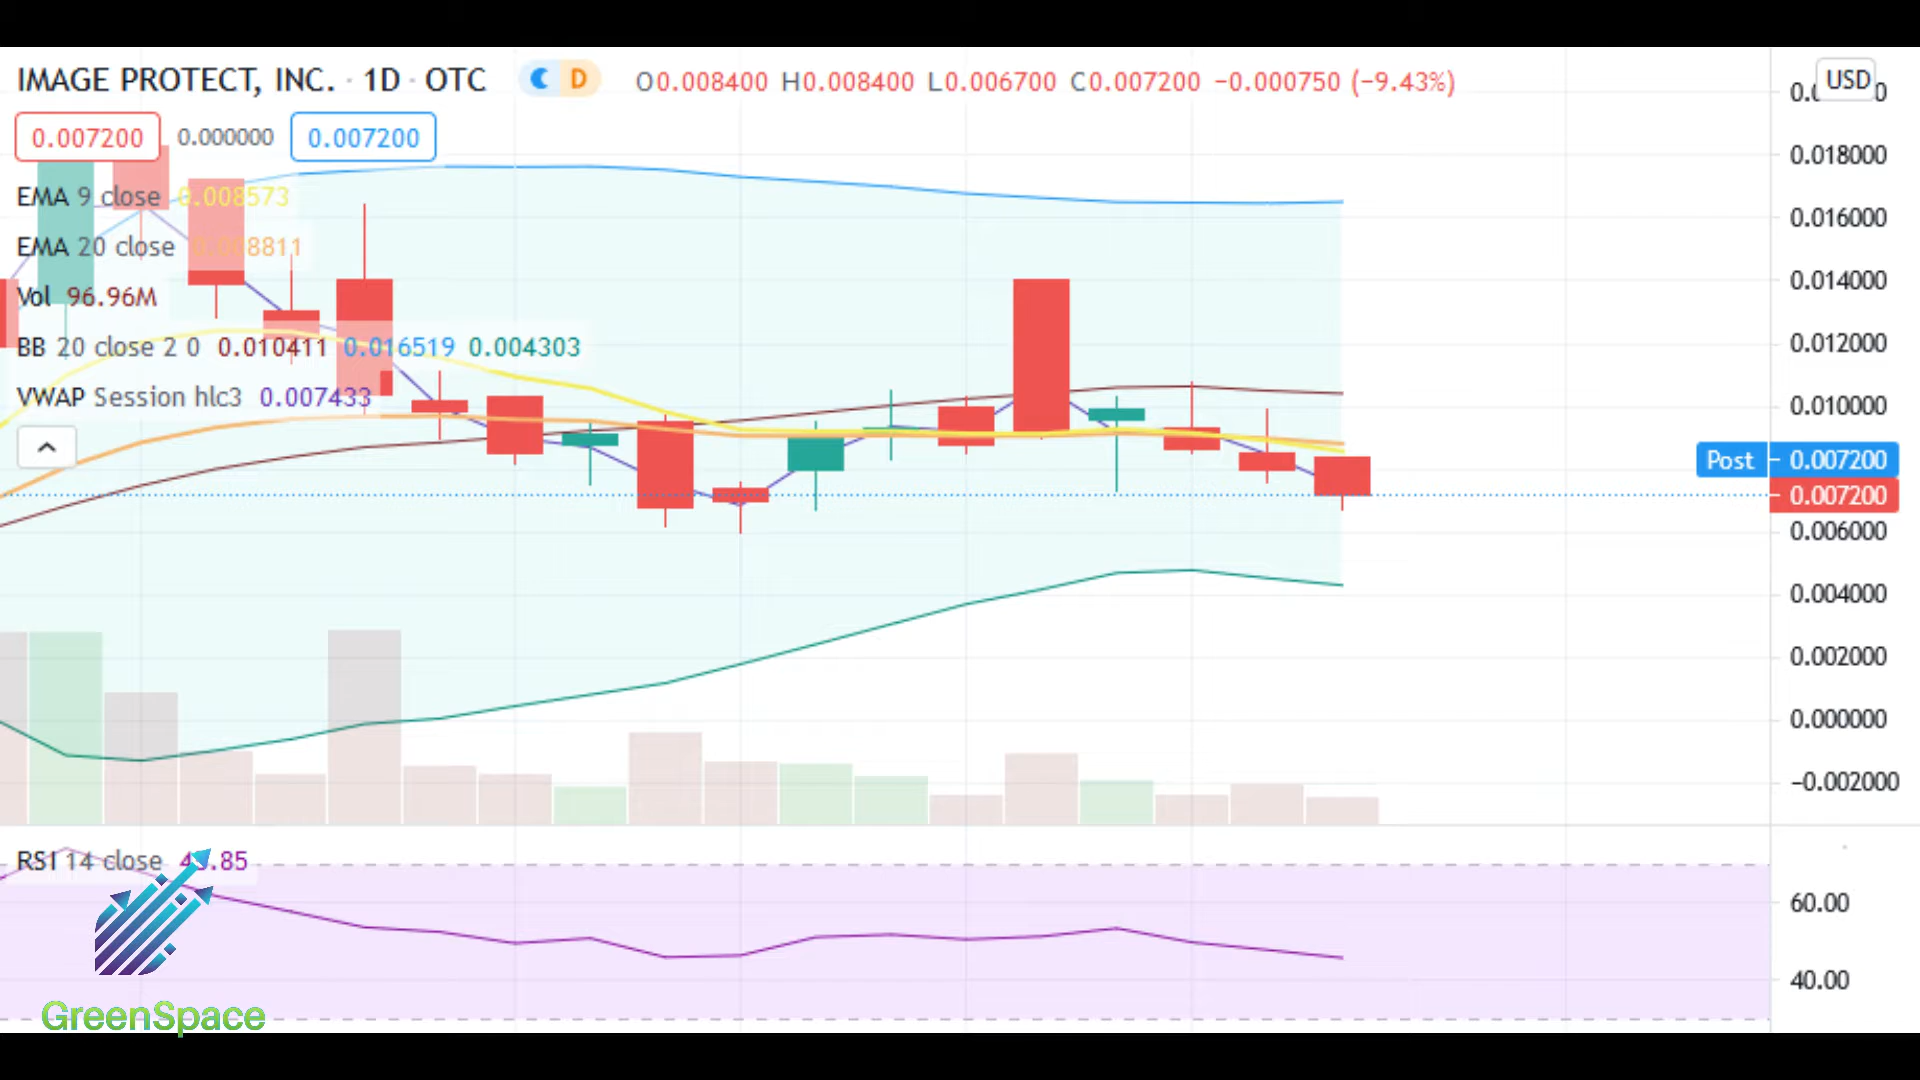 IMAGE PROTECT, INC. · 1D · OTC D O0.008400 H0.008400 L0.006700 C0.007200 −0.000750 (−9.43%)
USD
0.007200 0.000000 0.007200
EMA 9 close 0.008573
EMA 20 close
Vol 96.96M
BB 20 close 2 0 0.010411 0.016519 0.004303
VWAP Session hlc3 0.007433
0.018000
0.016000
0.014000
0.012000
0.010000
Post 0.007200
0.007200
0.006000
0.004000
0.002000
0.000000
−0.002000
RSI 14 close
60.00
40.00
GreenSpace